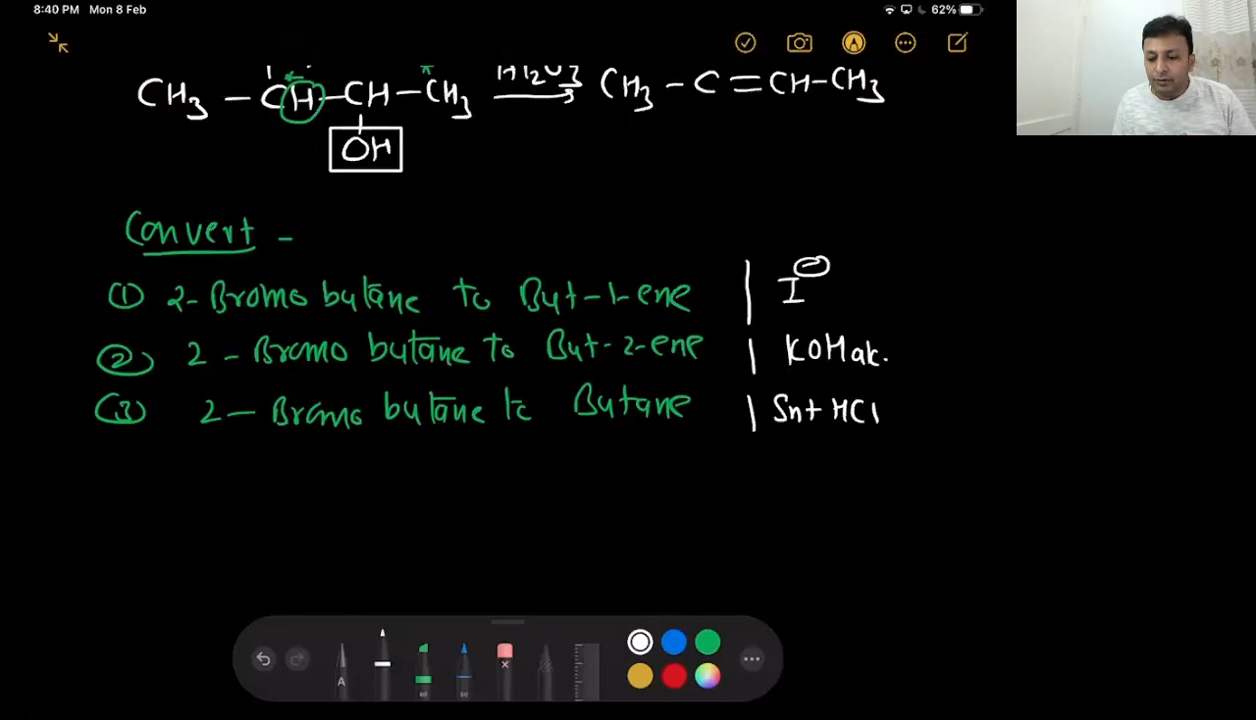 8:40 PM Mon 8 Feb
62%
CH3 - CH - CH - CH3 → CH3 - C = CH - CH3
OH
Convert -
① 2-Bromo butane to But-1-ene | I⊖
② 2 - Bromo butane to But-2-ene | KOHalc.
③ 2 - Bromo butane to Butane | Sn+HCl
A